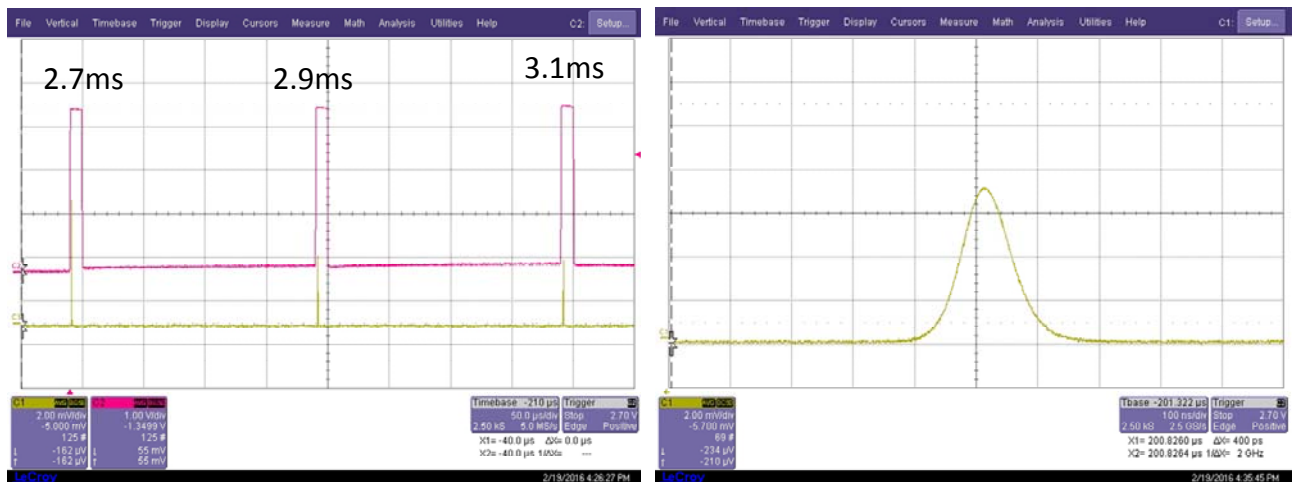 File Vertical Timebase Trigger Display Cursors Measure Math Analysis Utilities Help C2: Setup...
2.7ms 2.9ms 3.1ms
C1
2.00 mV/div
-5.000 mV
125 #
-162 µV
-162 µV
1.00 V/div
-1.3499 V
125 #
55 mV
55 mV
Timebase -210 µs
50.0 µs/div
2.50 kS 5.0 MS/s
Trigger
Stop 2.70 V
Edge Positive
X1= -40.0 µs ΔX= 0.0 µs
X2= -40.0 µs 1/ΔX= ---
LeCroy 2/19/2016 4:26:27 PM
File Vertical Timebase Trigger Display Cursors Measure Math Analysis Utilities Help C1: Setup...
C1
2.00 mV/div
-5.700 mV
69 #
-234 µV
-210 µV
Tbase -201.322 µs
100 ns/div
2.50 kS 2.5 GS/s
Trigger
Stop 2.70 V
Edge Positive
X1= 200.8260 µs ΔX= 400 ps
X2= 200.8264 µs 1/ΔX= 2 GHz
LeCroy 2/19/2016 4:35:45 PM